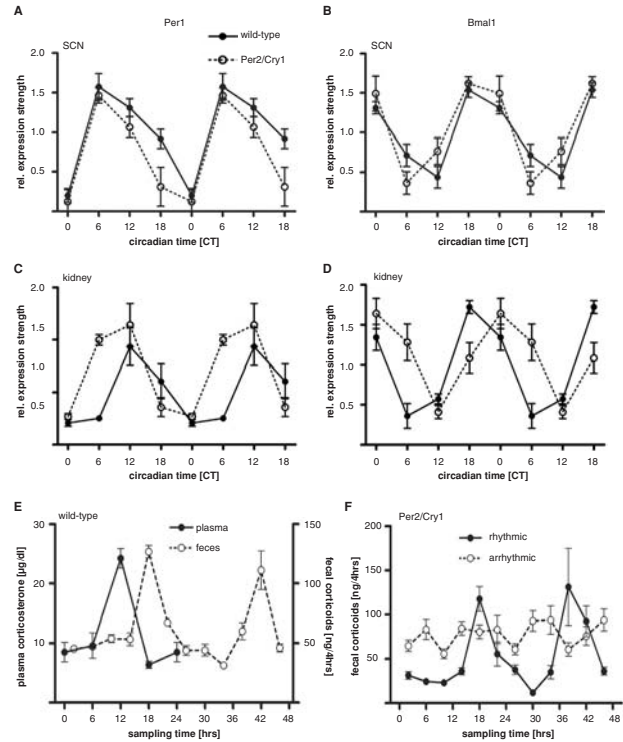 A Per1 B Bmal1
SCN wild-type SCN
Per2/Cry1
rel. expression strength
2.0
1.5
1.0
0.5
0 6 12 18 0 6 12 18
circadian time [CT]
rel. expression strength
2.0
1.5
1.0
0.5
0 6 12 18 0 6 12 18
circadian time [CT]
C kidney
rel. expression strength
2.0
1.5
1.0
0.5
0 6 12 18 0 6 12 18
circadian time [CT]
D kidney
rel. expression strength
2.0
1.5
1.0
0.5
0 6 12 18 0 6 12 18
circadian time [CT]
E wild-type
plasma
feces
plasma corticosterone [µg/dl]
30
20
10
fecal corticoids [ng/4hrs]
150
100
50
0 6 12 18 24 30 36 42 48
sampling time [hrs]
F Per2/Cry1
rhythmic
arrhythmic
fecal corticoids [ng/4hrs]
200
150
100
50
0 6 12 18 24 30 36 42 48
sampling time [hrs]